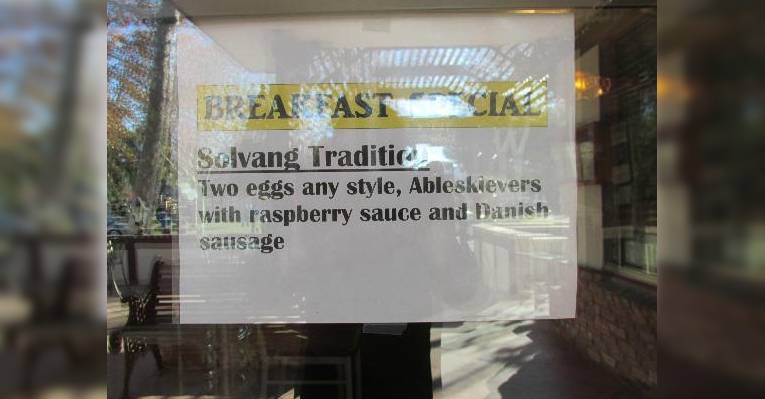 BREAKFAST SPECIAL
Solvang Tradition
Two eggs any style, Ableskievers
with raspberry sauce and Danish
sausage